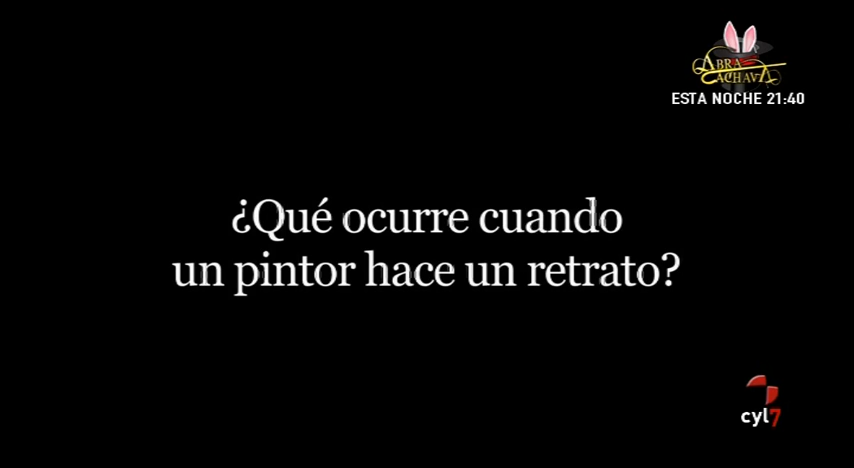 ABRA
CACHAVA
ESTA NOCHE 21:40
¿Qué ocurre cuando
un pintor hace un retrato?
cyl7